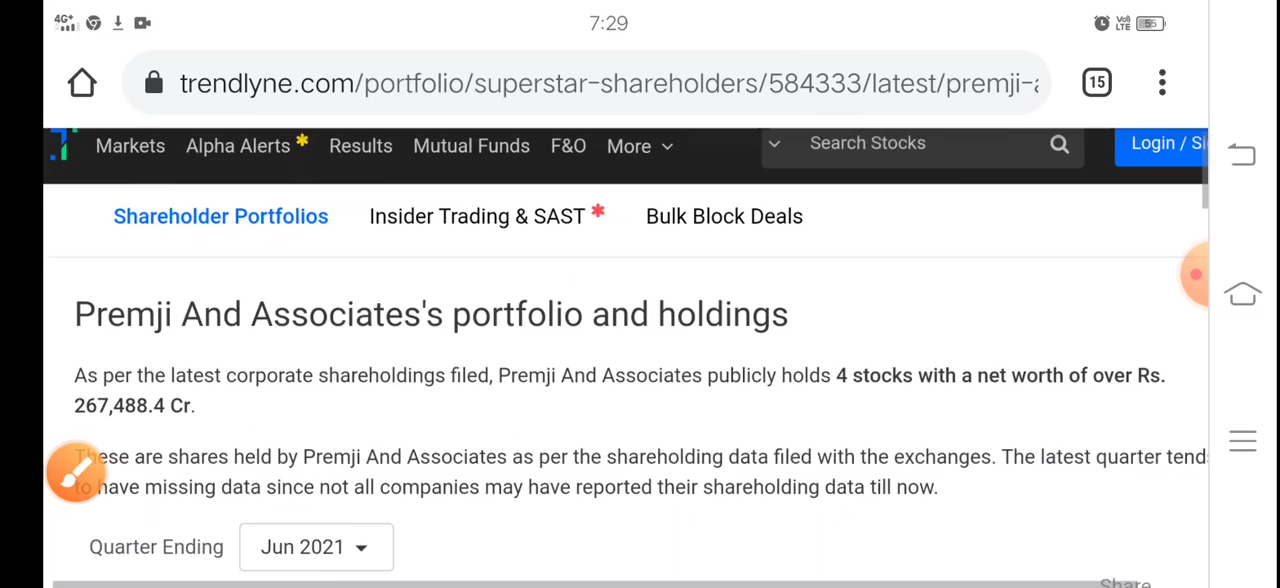 4G+ 7:29 Vo) LTE 55
trendlyne.com/portfolio/superstar-shareholders/584333/latest/premji-a
15
Markets Alpha Alerts Results Mutual Funds F&O More Search Stocks Login / Si
Shareholder Portfolios Insider Trading & SAST * Bulk Block Deals
Premji And Associates's portfolio and holdings
As per the latest corporate shareholdings filed, Premji And Associates publicly holds 4 stocks with a net worth of over Rs.
267,488.4 Cr.
These are shares held by Premji And Associates as per the shareholding data filed with the exchanges. The latest quarter tends
to have missing data since not all companies may have reported their shareholding data till now.
Quarter Ending Jun 2021
Share